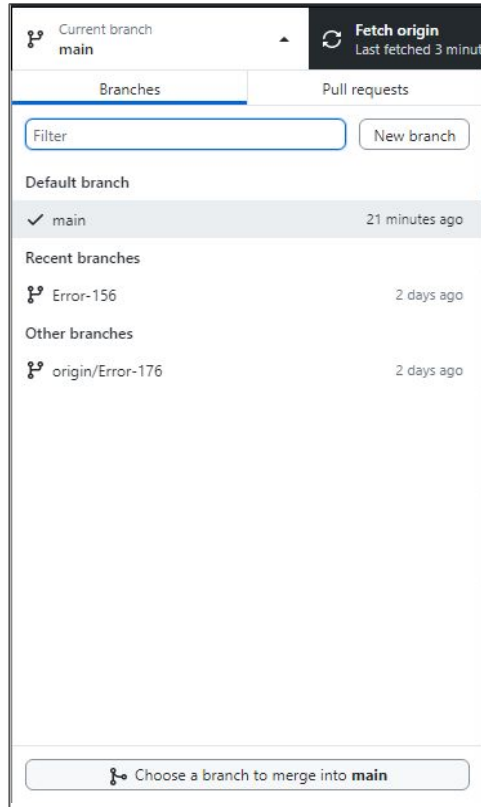 Current branch
main
Fetch origin
Last fetched 3 minut
Branches
Pull requests
Filter
New branch
Default branch
main
21 minutes ago
Recent branches
Error-156
2 days ago
Other branches
origin/Error-176
2 days ago
Choose a branch to merge into main